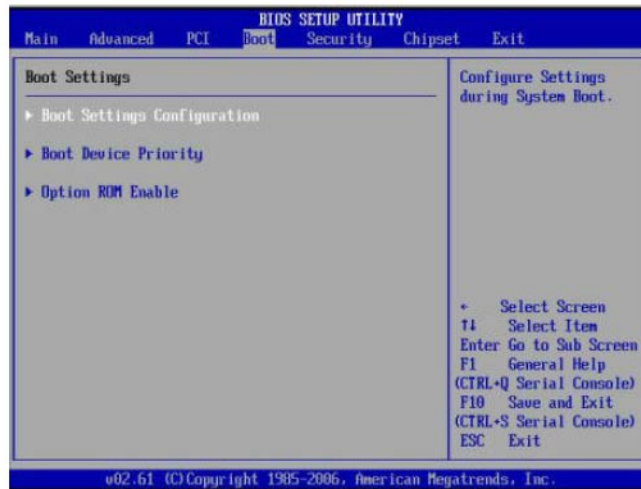 BIOS SETUP UTILITY
Main Advanced PCI Boot Security Chipset Exit
Boot Settings
▶ Boot Settings Configuration
▶ Boot Device Priority
▶ Option ROM Enable
Configure Settings
during System Boot.
← Select Screen
↑↓ Select Item
Enter Go to Sub Screen
F1 General Help
(CTRL+Q Serial Console)
F10 Save and Exit
(CTRL+S Serial Console)
ESC Exit
v02.61 (C)Copyright 1985-2006, American Megatrends, Inc.